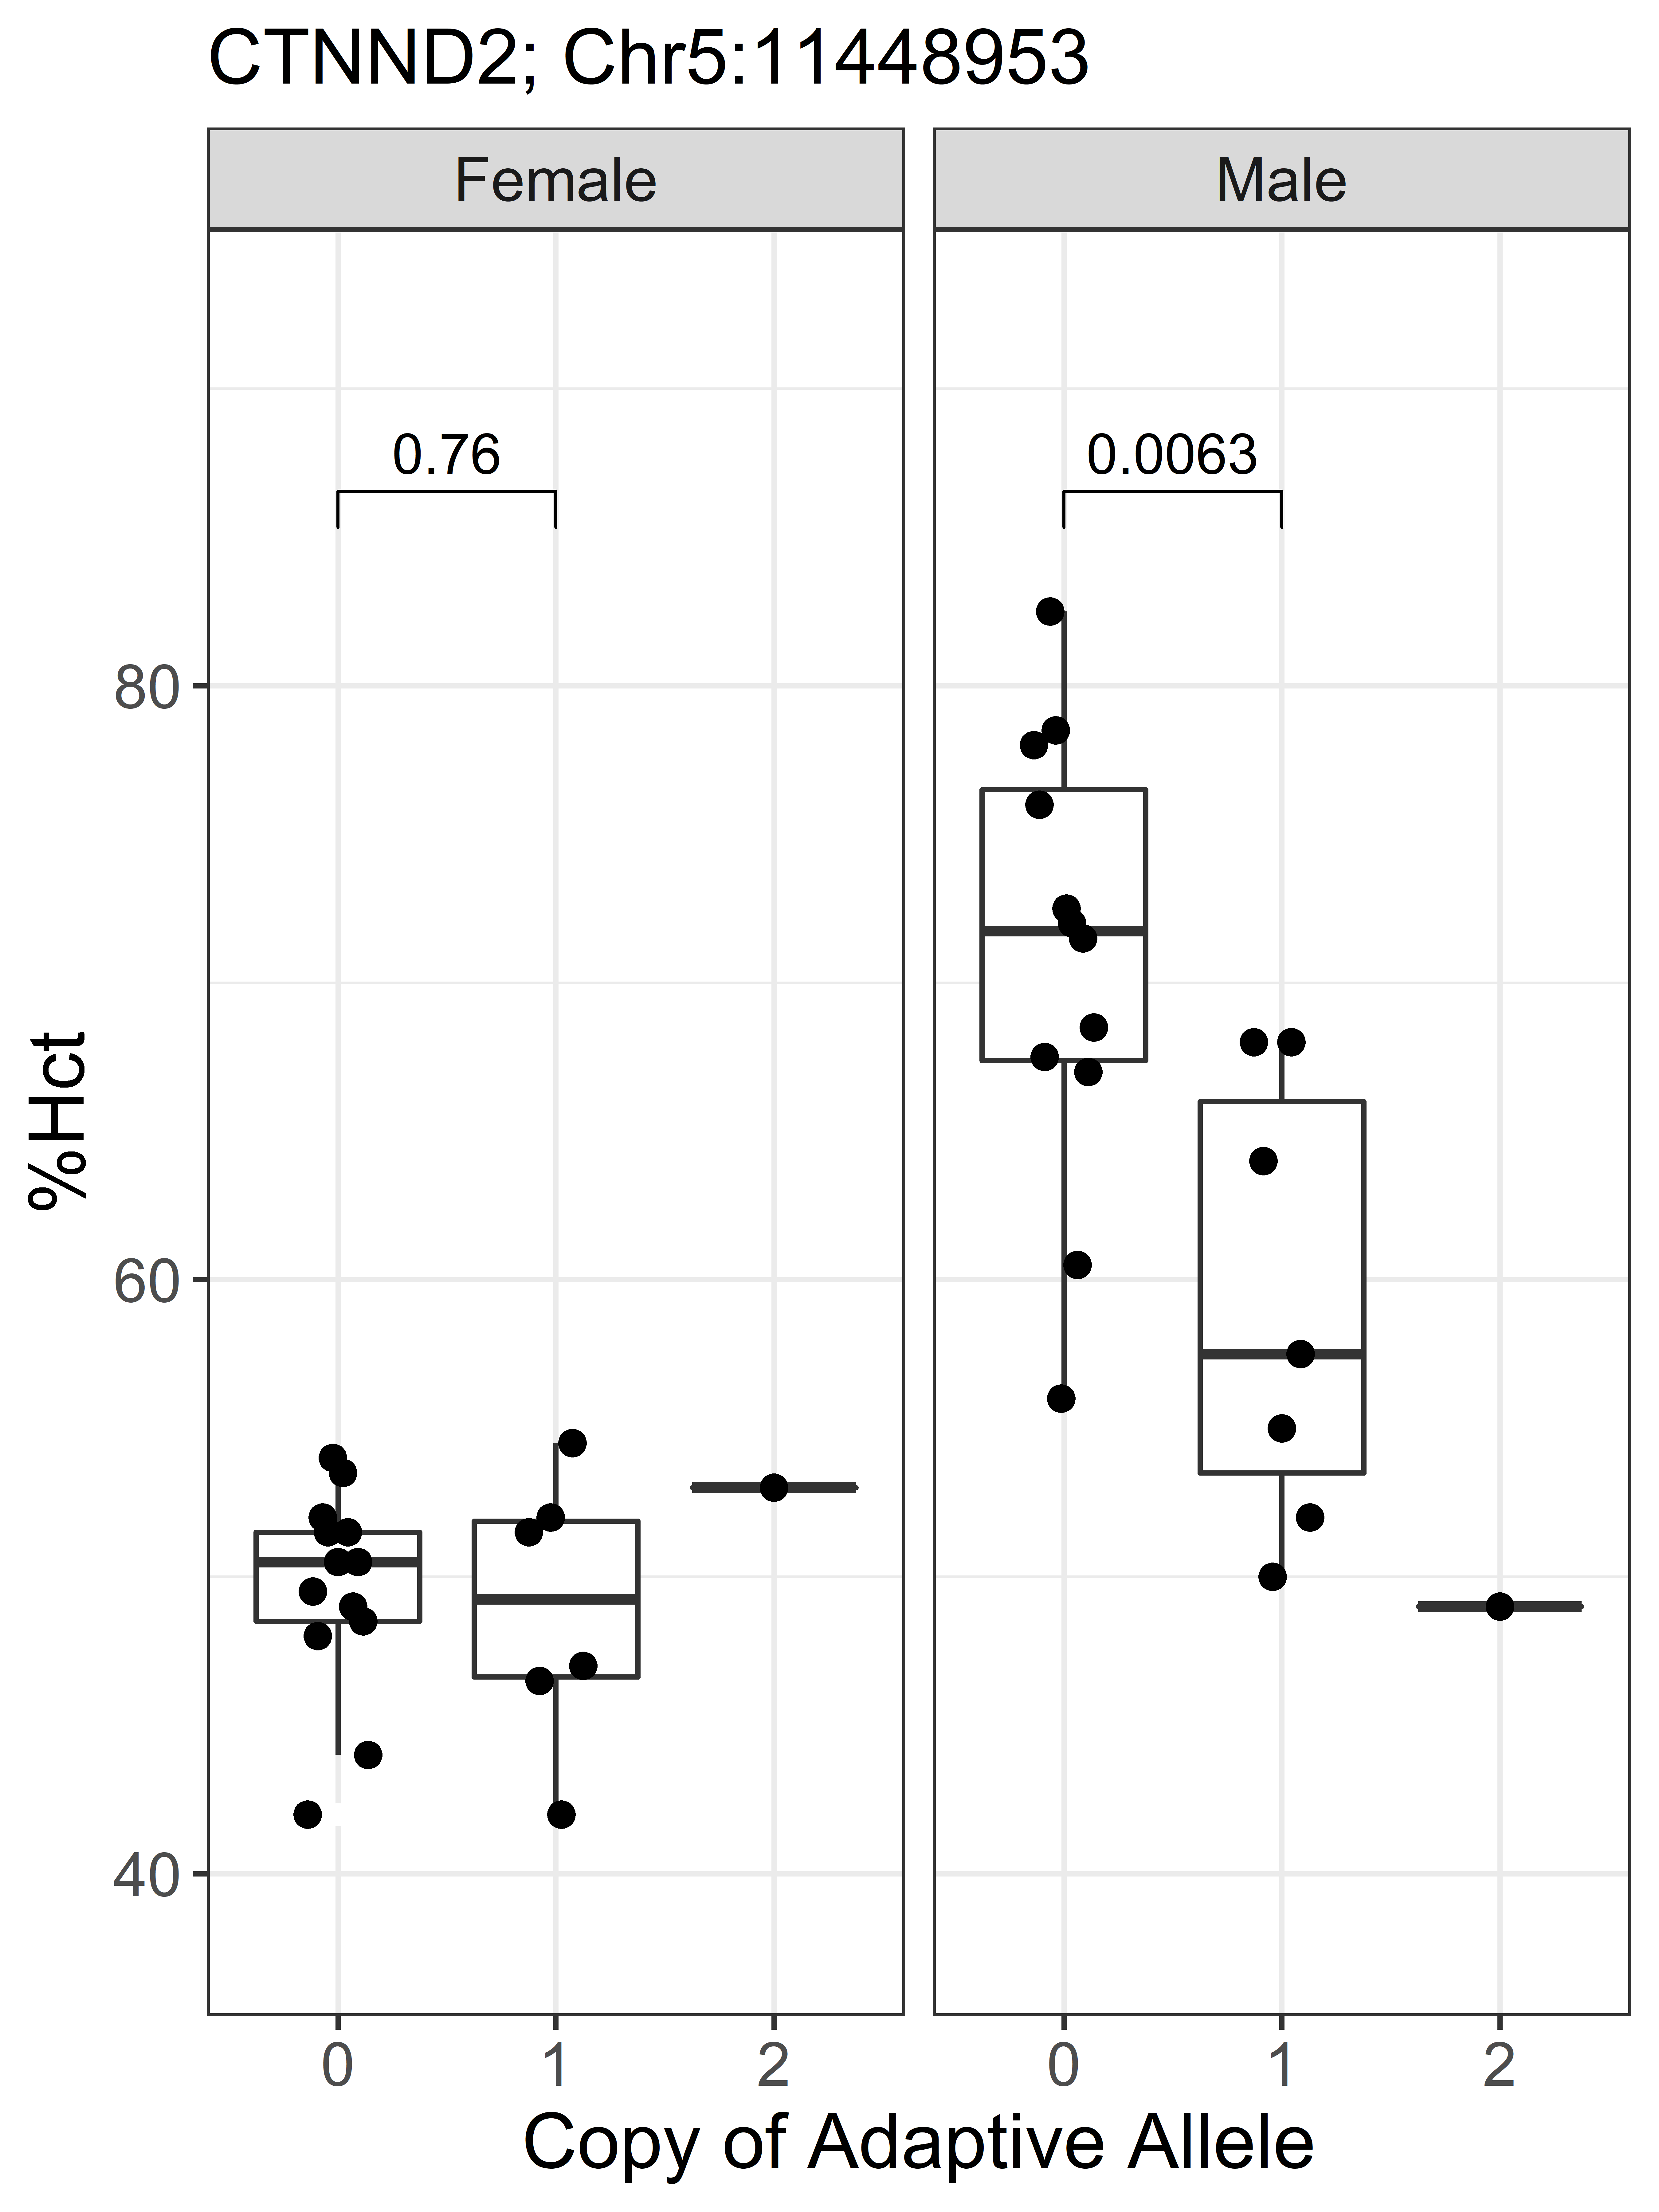 CTNND2; Chr5:11448953
Female
Male
0.76
0.0063
80
60
40
%Hct
0 1 2
0 1 2
Copy of Adaptive Allele